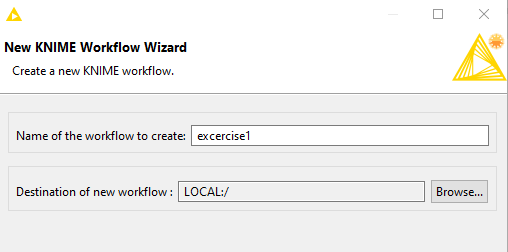 New KNIME Workflow Wizard
Create a new KNIME workflow.
Name of the workflow to create: excercise1
Destination of new workflow : LOCAL:/ Browse...